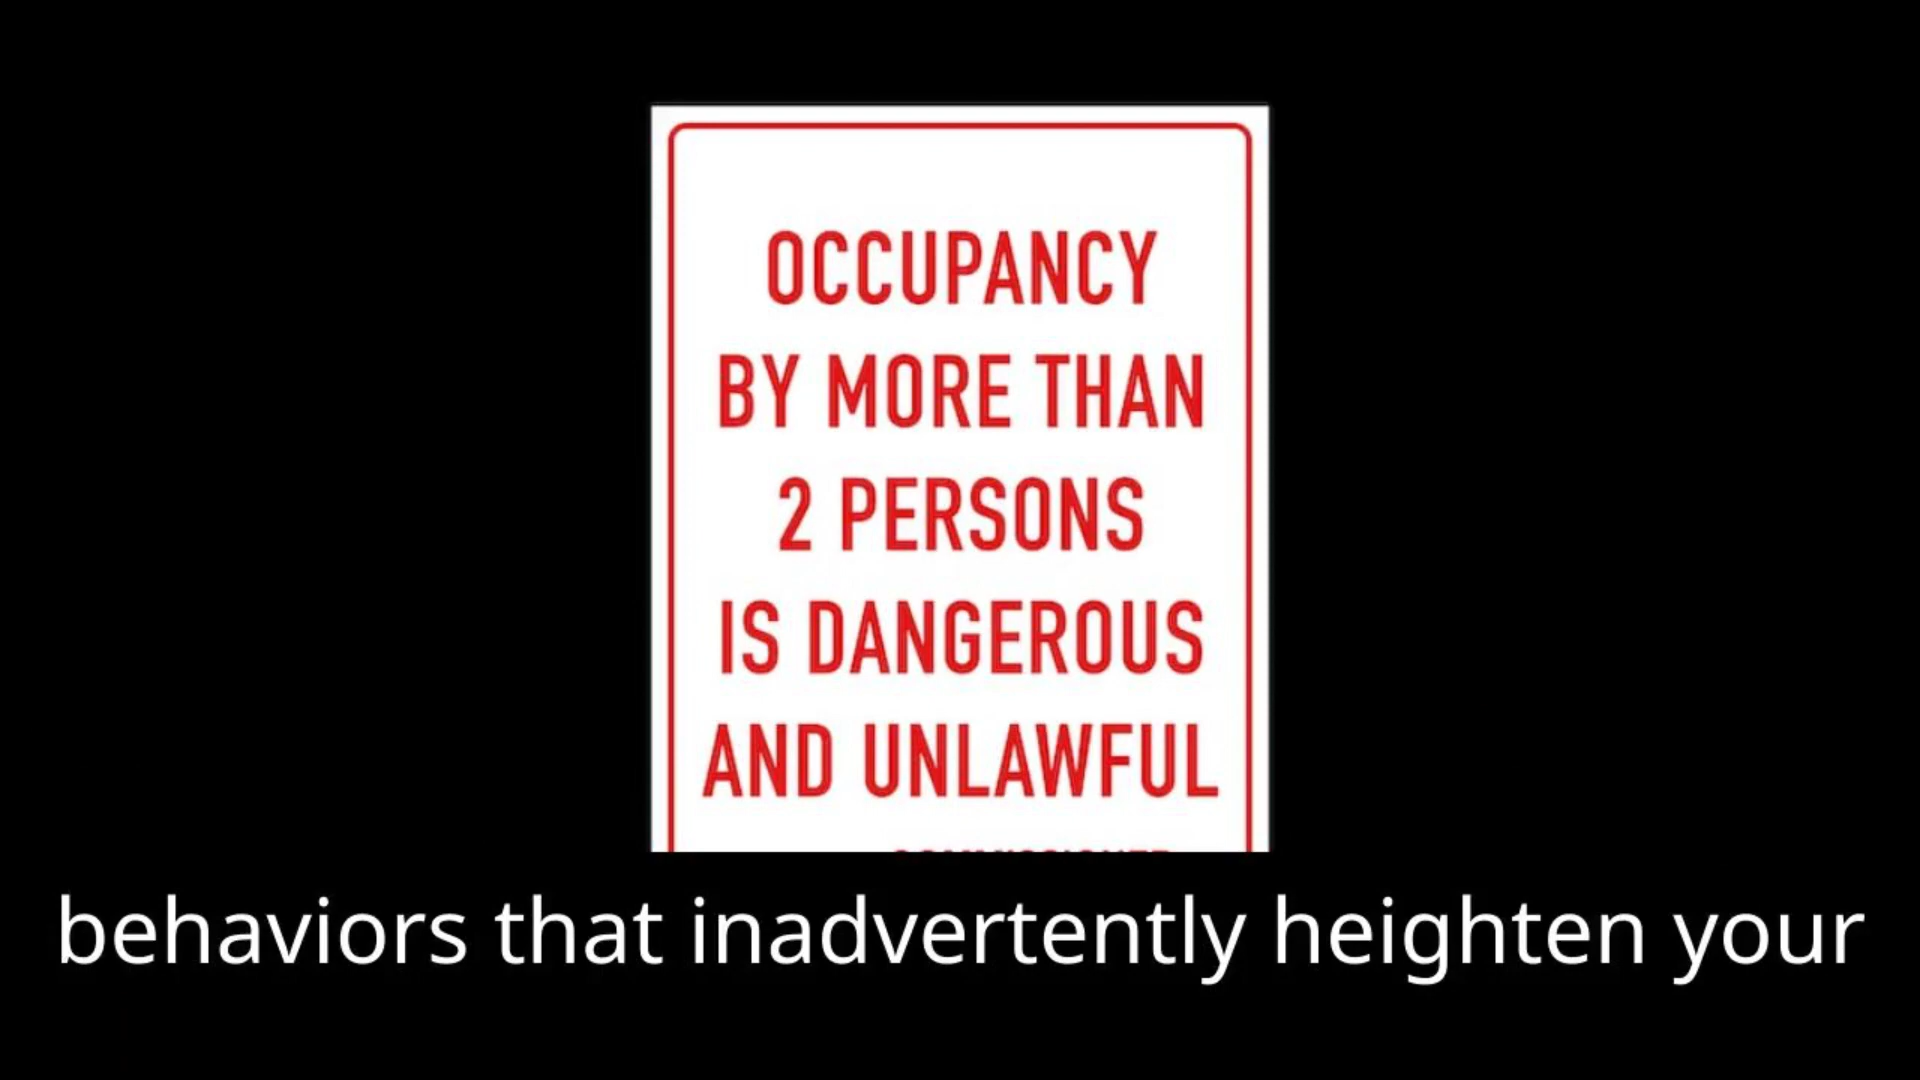 OCCUPANCY
BY MORE THAN
2 PERSONS
IS DANGEROUS
AND UNLAWFUL
behaviors that inadvertently heighten your